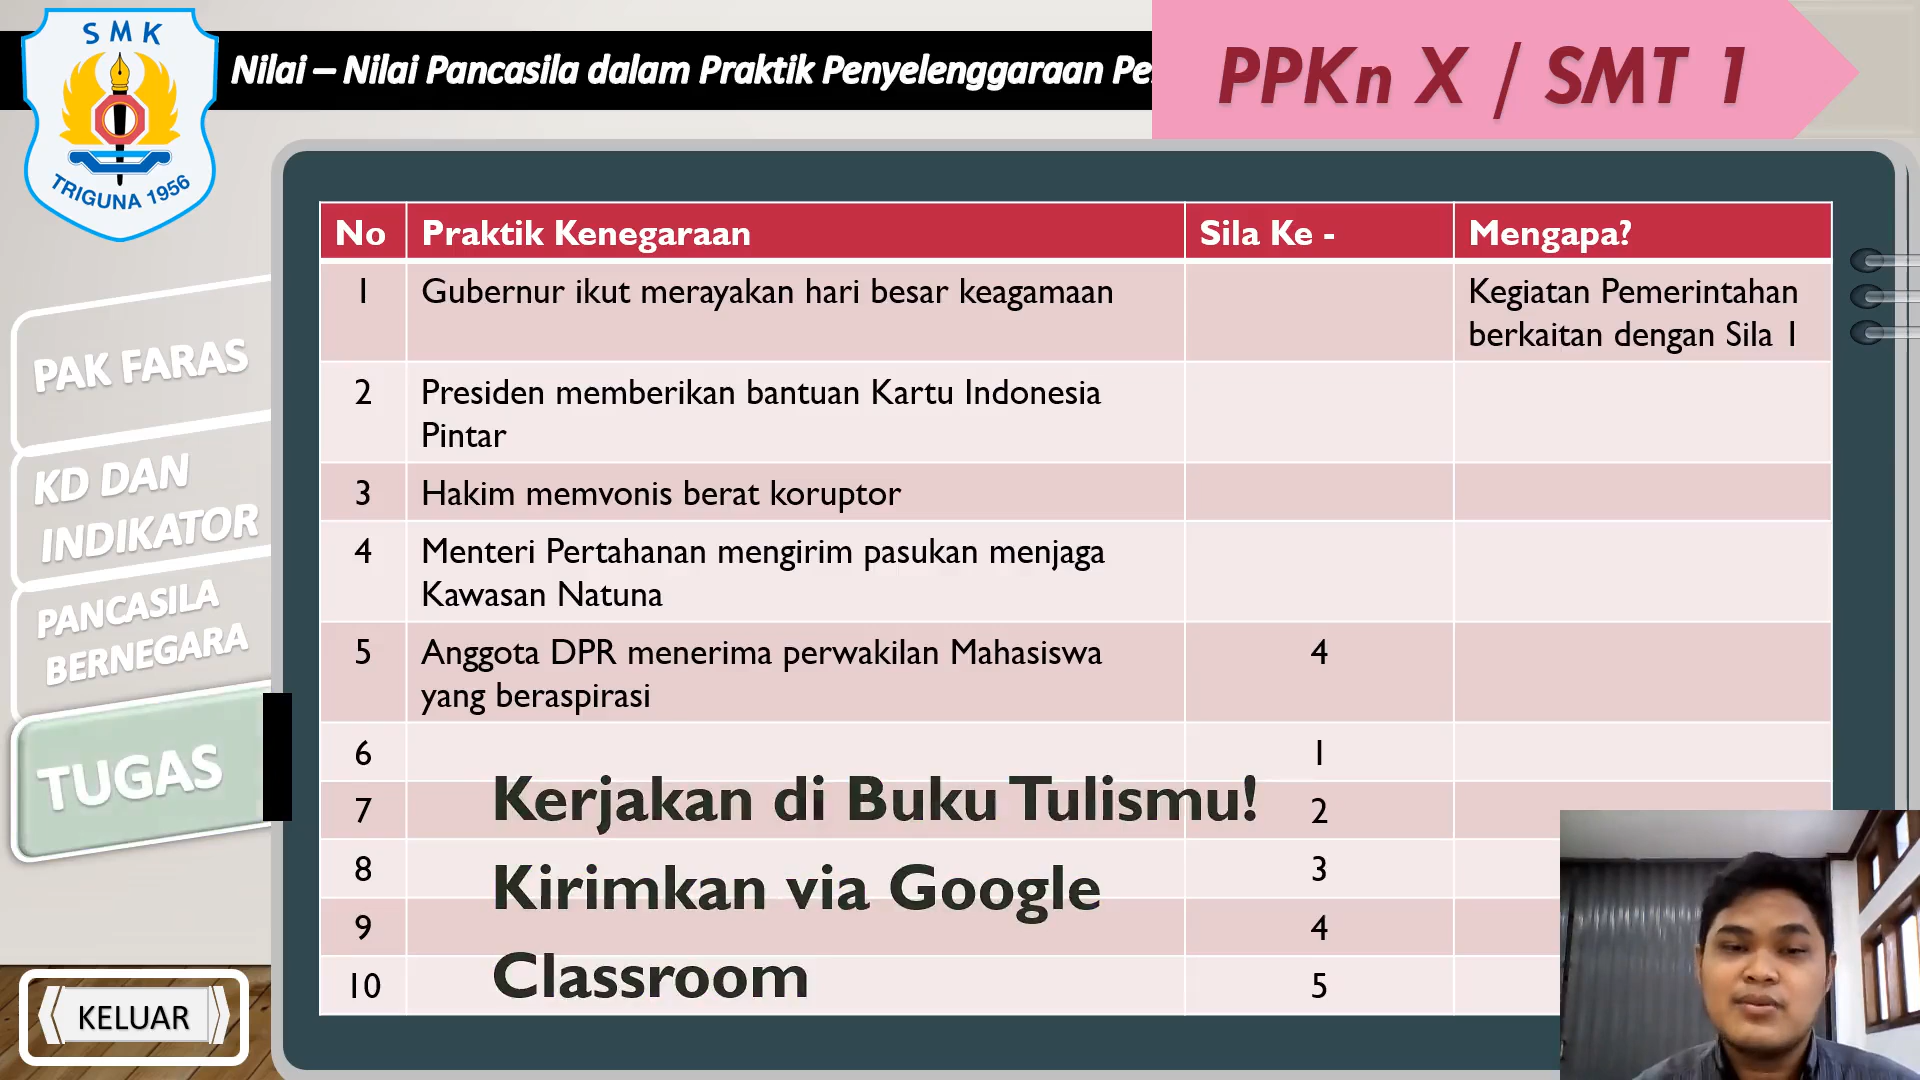 SMK
TRIGUNA 1956
Nilai – Nilai Pancasila dalam Praktik Penyelenggaraan
PPKn X / SMT 1
PAK FARAS
KD DAN
INDIKATOR
PANCASILA
BERNEGARA
TUGAS
KELUAR
No Praktik Kenegaraan Sila Ke - Mengapa?
1 Gubernur ikut merayakan hari besar keagamaan Kegiatan Pemerintahan
berkaitan dengan Sila 1
2 Presiden memberikan bantuan Kartu Indonesia
Pintar
3 Hakim memvonis berat koruptor
4 Menteri Pertahanan mengirim pasukan menjaga
Kawasan Natuna
5 Anggota DPR menerima perwakilan Mahasiswa 4
yang beraspirasi
6 1
7 2
8 3
9 4
10 5
Kerjakan di Buku Tulismu!
Kirimkan via Google
Classroom